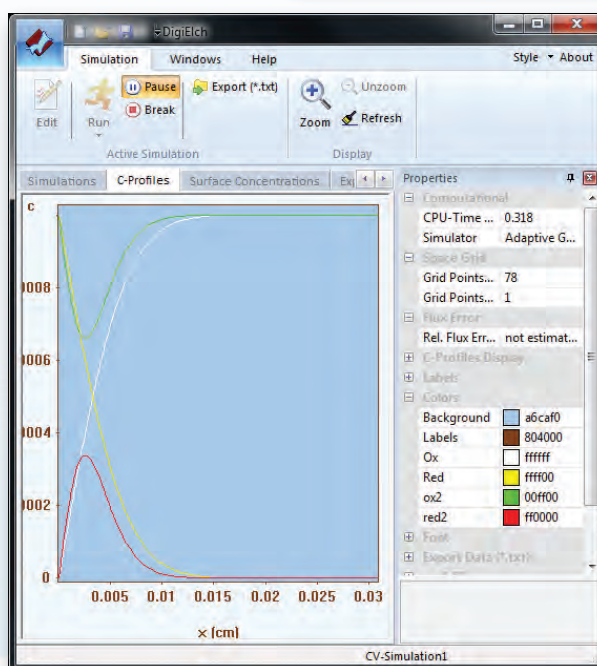 DigiElch
Simulation Windows Help Style About
Edit
Run
Pause
Break
Export (*.txt)
Active Simulation
Zoom
Unzoom
Refresh
Display
Simulations C-Profiles Surface Concentrations
c
0008
0006
0004
0002
0
0.005 0.01 0.015 0.02 0.025 0.03
x [cm]
Properties
Computational
CPU-Time ... 0.318
Simulator Adaptive G...
Space Grid
Grid Points... 78
Grid Points... 1
Flux Error
Rel. Flux Err... not estimat...
C-Profiles Display
Labels
Colors
Background a6caf0
Labels 804000
Ox ffffff
Red ffff00
ox2 00ff00
red2 ff0000
Font
Export Data (*.txt)
CV-Simulation1